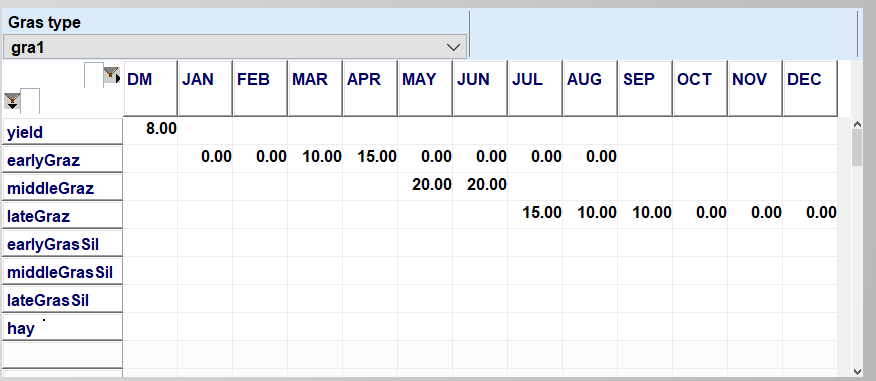 Gras type
gra1
DM JAN FEB MAR APR MAY JUN JUL AUG SEP OCT NOV DEC
yield 8.00
earlyGraz 0.00 0.00 10.00 15.00 0.00 0.00 0.00 0.00
middleGraz 20.00 20.00
lateGraz 15.00 10.00 10.00 0.00 0.00 0.00
earlyGrasSil
middleGrasSil
lateGrasSil
hay